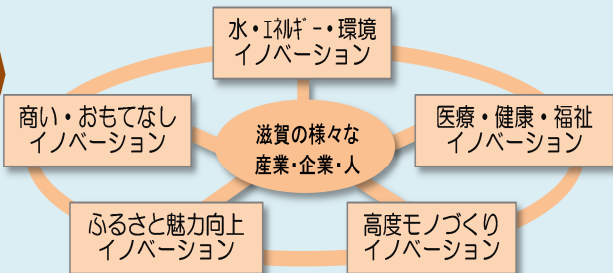 水・ｴﾈﾙｷﾞｰ・環境
イノベーション
商い・おもてなし
イノベーション
滋賀の様々な
産業・企業・人
医療・健康・福祉
イノベーション
ふるさと魅力向上
イノベーション
高度モノづくり
イノベーション